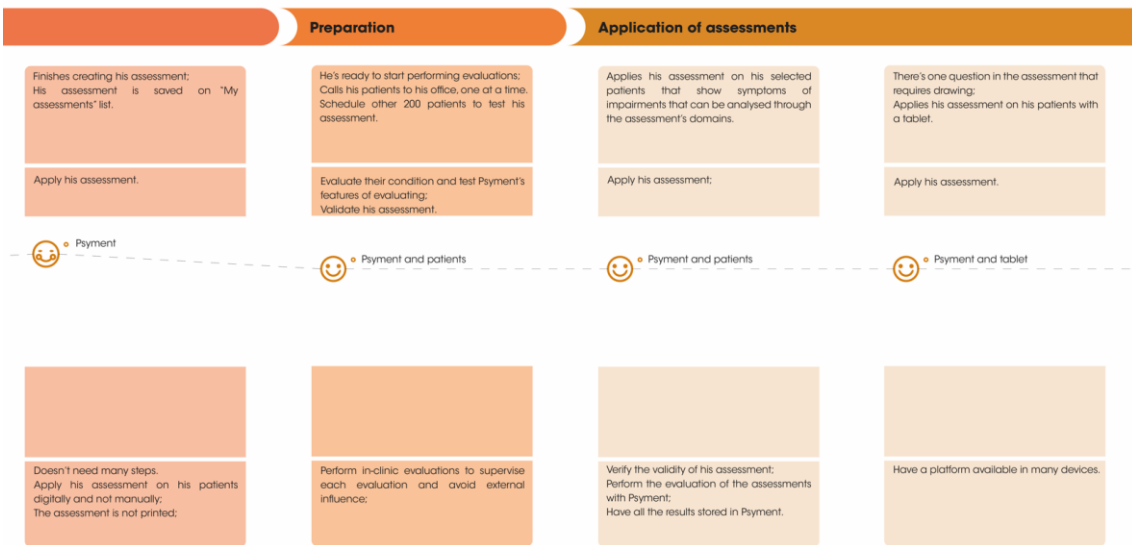 Preparation
Application of assessments
Finishes creating his assessment;
His assessment is saved on "My
assessments" list.
He's ready to start performing evaluations;
Calls his patients to his office, one at a time.
Schedule other 200 patients to test his
assessment.
Applies his assessment on his selected
patients that show symptoms of
impairments that can be analysed through
the assessment's domains.
There's one question in the assessment that
requires drawing;
Applies his assessment on his patients with
a tablet.
Apply his assessment.
Evaluate their condition and test Psyment's
features of evaluating;
Validate his assessment.
Apply his assessment;
Apply his assessment.
Psyment
Psyment and patients
Psyment and patients
Psyment and tablet
Doesn't need many steps.
Apply his assessment on his patients
digitally and not manually;
The assessment is not printed;
Perform in-clinic evaluations to supervise
each evaluation and avoid external
influence;
Verify the validity of his assessment;
Perform the evaluation of the assessments
with Psyment;
Have all the results stored in Psyment.
Have a platform available in many devices.